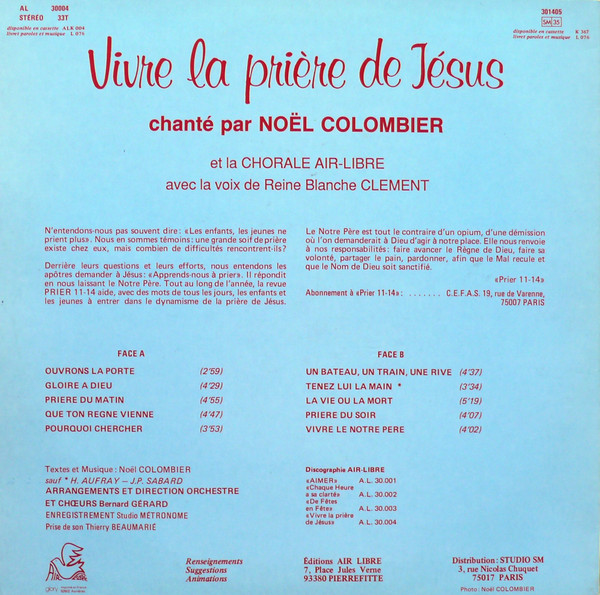 AL 30004
STÉRÉO 33T
disponible en cassette ALK 004
livret paroles et musique L 076
301405
SM 35
disponible en cassette K 367
livret paroles et musique L 076
Vivre la prière de Jésus
chanté par NOËL COLOMBIER
et la CHORALE AIR-LIBRE
avec la voix de Reine Blanche CLEMENT
N'entendons-nous pas souvent dire : «Les enfants, les jeunes ne
prient plus». Nous en sommes témoins : une grande soif de prière
existe chez eux, mais combien de difficultés rencontrent-ils?
Derrière leurs questions et leurs efforts, nous entendons les
apôtres demander à Jésus : «Apprends-nous à prier». Il répondit
en nous laissant le Notre Père. Tout au long de l'année, la revue
PRIER 11-14 aide, avec des mots de tous les jours, les enfants et
les jeunes à entrer dans le dynamisme de la prière de Jésus.
Le Notre Père est tout le contraire d'un opium, d'une démission
où l'on demanderait à Dieu d'agir à notre place. Elle nous renvoie
à nos responsabilités : faire avancer le Règne de Dieu, faire sa
volonté, partager le pain, pardonner, afin que le Mal recule et
que le Nom de Dieu soit sanctifié.
«Prier 11-14»
Abonnement à «Prier 11-14» : ....... C.E.F.A.S. 19, rue de Varenne,
75007 PARIS
FACE A
OUVRONS LA PORTE (2'59)
GLOIRE A DIEU (4'29)
PRIERE DU MATIN (4'55)
QUE TON REGNE VIENNE (4'47)
POURQUOI CHERCHER (3'53)
FACE B
UN BATEAU, UN TRAIN, UNE RIVE (4'37)
TENEZ LUI LA MAIN * (3'34)
LA VIE OU LA MORT (5'19)
PRIERE DU SOIR (4'07)
VIVRE LE NOTRE PERE (4'02)
Textes et Musique : Noël COLOMBIER
sauf * H. AUFRAY – J.P. SABARD
ARRANGEMENTS ET DIRECTION ORCHESTRE
ET CHŒURS Bernard GÉRARD
ENREGISTREMENT Studio MÉTRONOME
Prise de son Thierry BEAUMARIÉ
Discographie AIR-LIBRE
«AIMER» A.L. 30.001
«Chaque Heure
a sa clarté» A.L. 30.002
«De Fêtes
en Fête» A.L. 30.003
«Vivre la prière
de Jésus» A.L. 30.004
AIR LIBRE
glory
Renseignements
Suggestions
Animations
Éditions AIR LIBRE
7, Place Jules Verne
93380 PIERREFITTE
Distribution : STUDIO SM
3, rue Nicolas Chuquet
75017 PARIS
Photo : Noël COLOMBIER